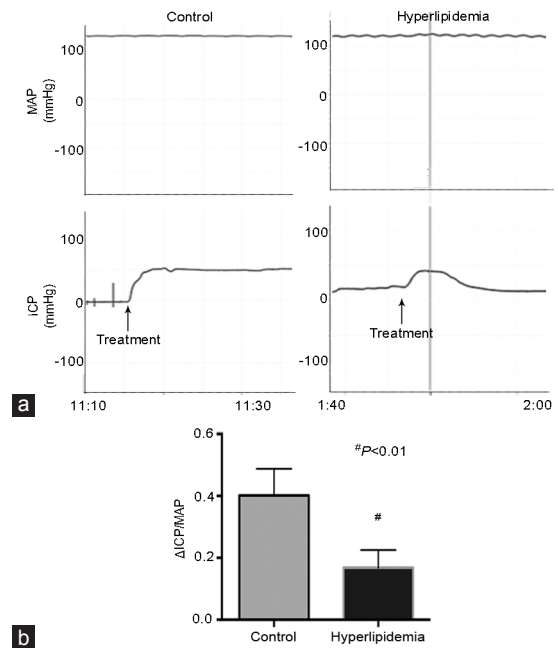 Control
Hyperlipidemia
MAP
(mmHg)
100
0
-100
100
0
-100
ICP
(mmHg)
100
0
-100
Treatment
100
0
-100
Treatment
a
11:10
11:30
1:40
2:00
0.6
0.4
0.2
0.0
ΔICP/MAP
#P<0.01
#
Control
Hyperlipidemia
b